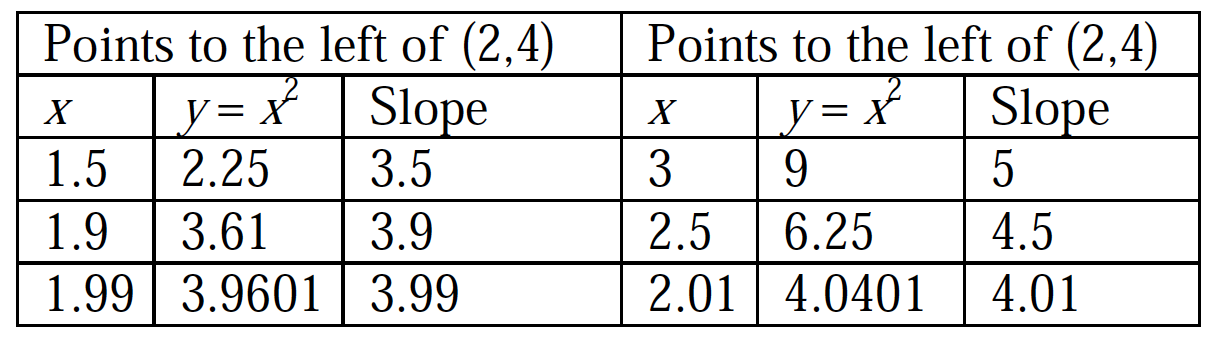 Points to the left of (2,4) Points to the left of (2,4)
x y = x² Slope x y = x² Slope
1.5 2.25 3.5 3 9 5
1.9 3.61 3.9 2.5 6.25 4.5
1.99 3.9601 3.99 2.01 4.0401 4.01